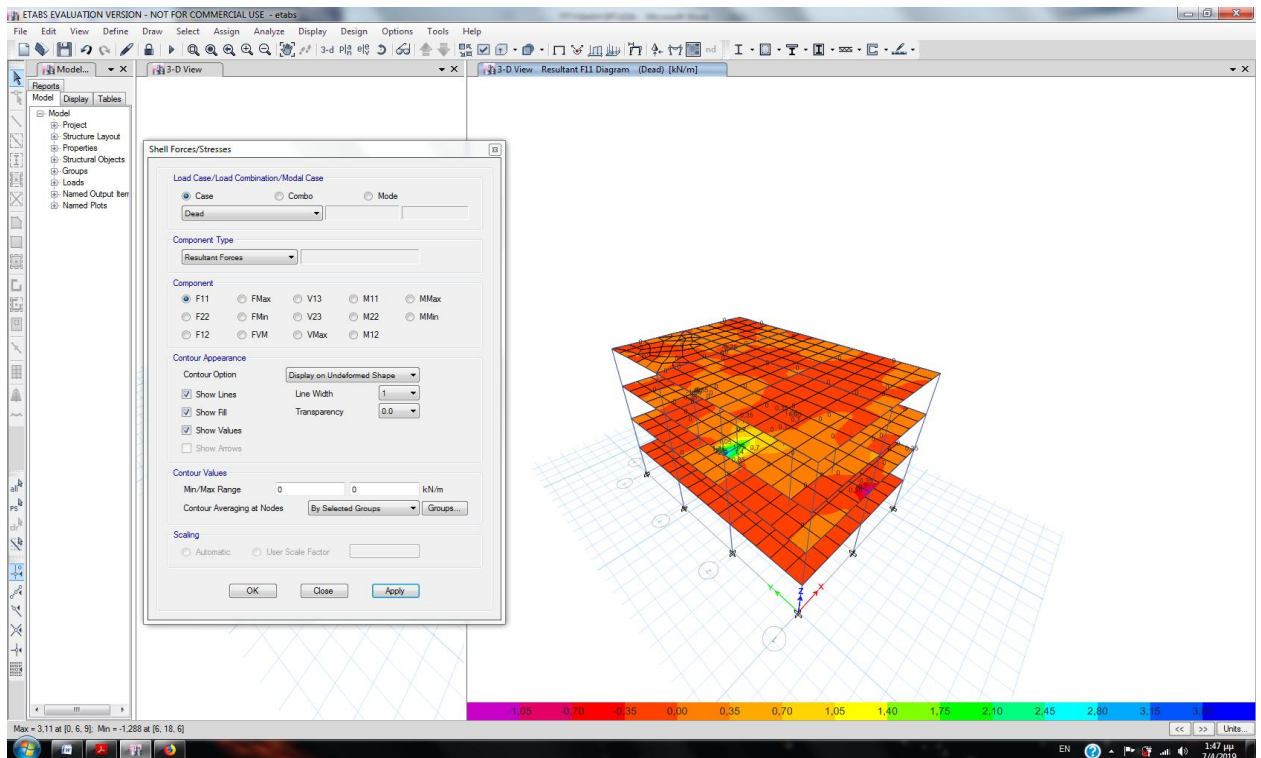 ETABS EVALUATION VERSION - NOT FOR COMMERCIAL USE - etabs
File Edit View Define Draw Select Assign Analyze Display Design Options Tools Help
3-d
nd
Model...
3-D View
3-D View Resultant F11 Diagram (Dead) [kN/m]
Reports
Model Display Tables
Model
Project
Structure Layout
Properties
Structural Objects
Groups
Loads
Named Output Item
Named Plots
Shell Forces/Stresses
Load Case/Load Combination/Modal Case
Case Combo Mode
Dead
Component Type
Resultant Forces
Component
F11 FMax V13 M11 MMax
F22 FMin V23 M22 MMin
F12 FVM VMax M12
Contour Appearance
Contour Option Display on Undeformed Shape
Show Lines Line Width 1
Show Fill Transparency 0.0
Show Values
Show Arrows
Contour Values
Min/Max Range 0 0 kN/m
Contour Averaging at Nodes By Selected Groups Groups...
Scaling
Automatic User Scale Factor
OK Close Apply
Y Z X
-1,05 -0,70 -0,35 0,00 0,35 0,70 1,05 1,40 1,75 2,10 2,45 2,80 3,15
Max = 3,11 at [0, 6, 9]; Min = -1,288 at [6, 18, 6]
<< >> Units...
EN 1:47 μμ
7/4/2019